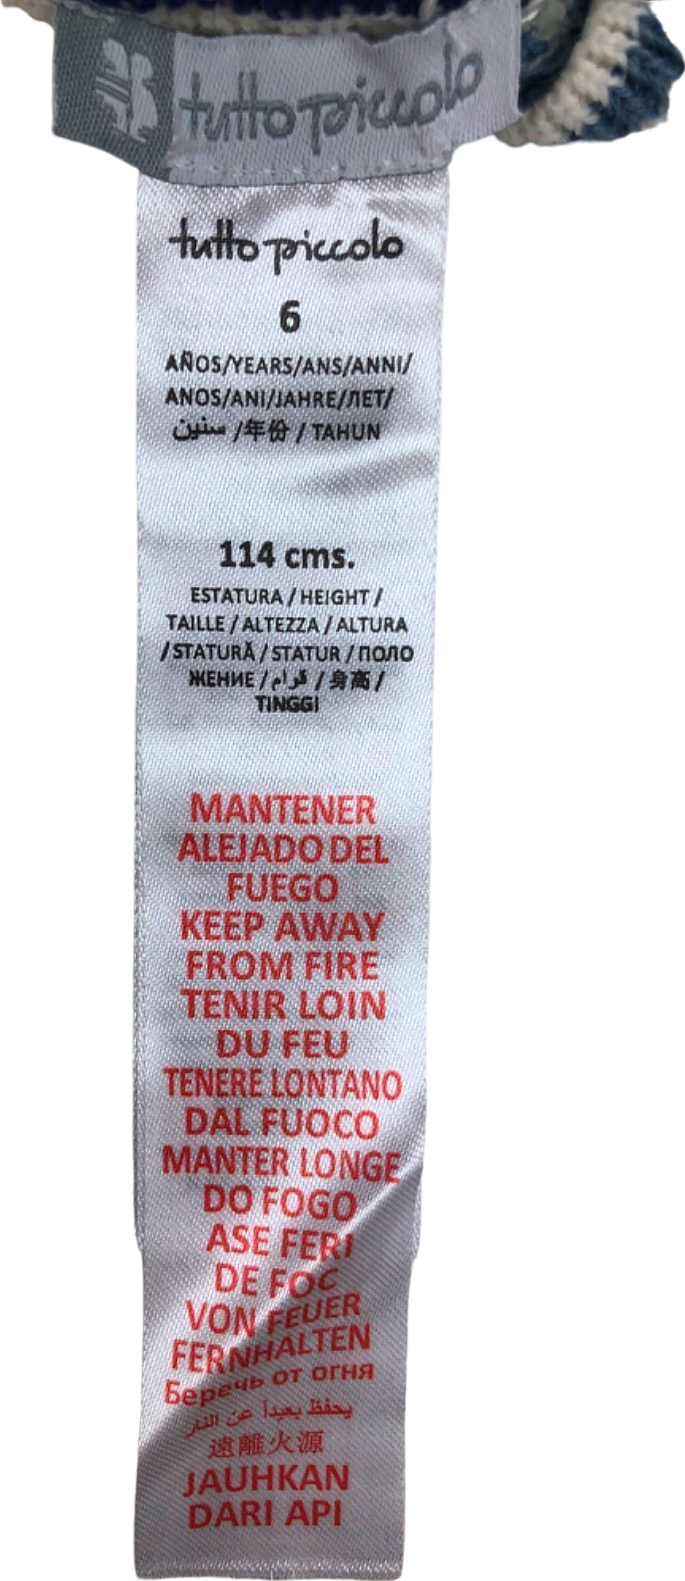 tutto piccolo
tutto piccolo
6
AÑOS/YEARS/ANS/ANNI/
ANOS/ANI/JAHRE/ЛЕТ/
سنين /年份 / TAHUN
114 cms.
ESTATURA / HEIGHT /
TAILLE / ALTEZZA / ALTURA
/ STATURĂ / STATUR / ПОЛО
ЖЕНИЕ / قرام / 身高 /
TINGGI
MANTENER
ALEJADO DEL
FUEGO
KEEP AWAY
FROM FIRE
TENIR LOIN
DU FEU
TENERE LONTANO
DAL FUOCO
MANTER LONGE
DO FOGO
ASE FERI
DE FOC
VON FEUER
FERNHALTEN
Беречь от огня
يحفظ بعيدا عن النار
遠離火源
JAUHKAN
DARI API